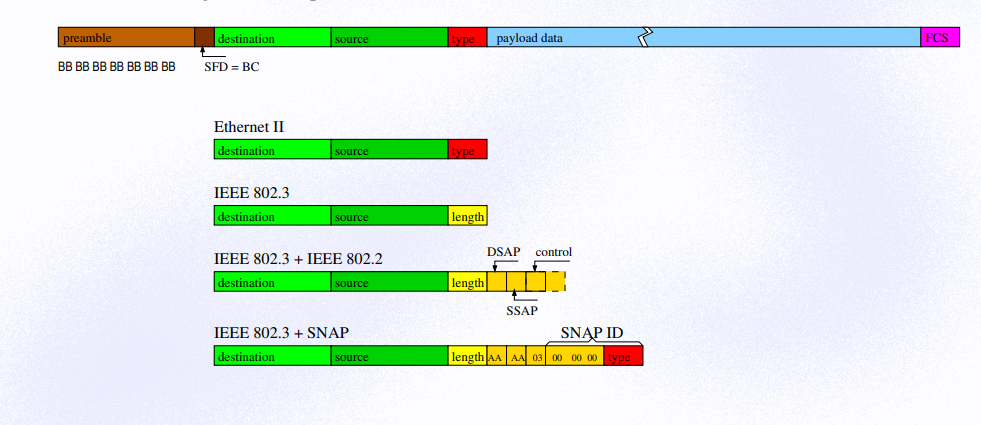 preamble destination source type payload data FCS
BB BB BB BB BB BB BB SFD = BC
Ethernet II
destination source type
IEEE 802.3
destination source length
DSAP control
IEEE 802.3 + IEEE 802.2
destination source length
SSAP
IEEE 802.3 + SNAP SNAP ID
destination source length AA AA 03 00 00 00 type